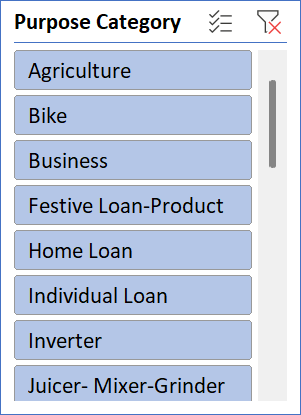 Purpose Category
Agriculture
Bike
Business
Festive Loan-Product
Home Loan
Individual Loan
Inverter
Juicer- Mixer-Grinder